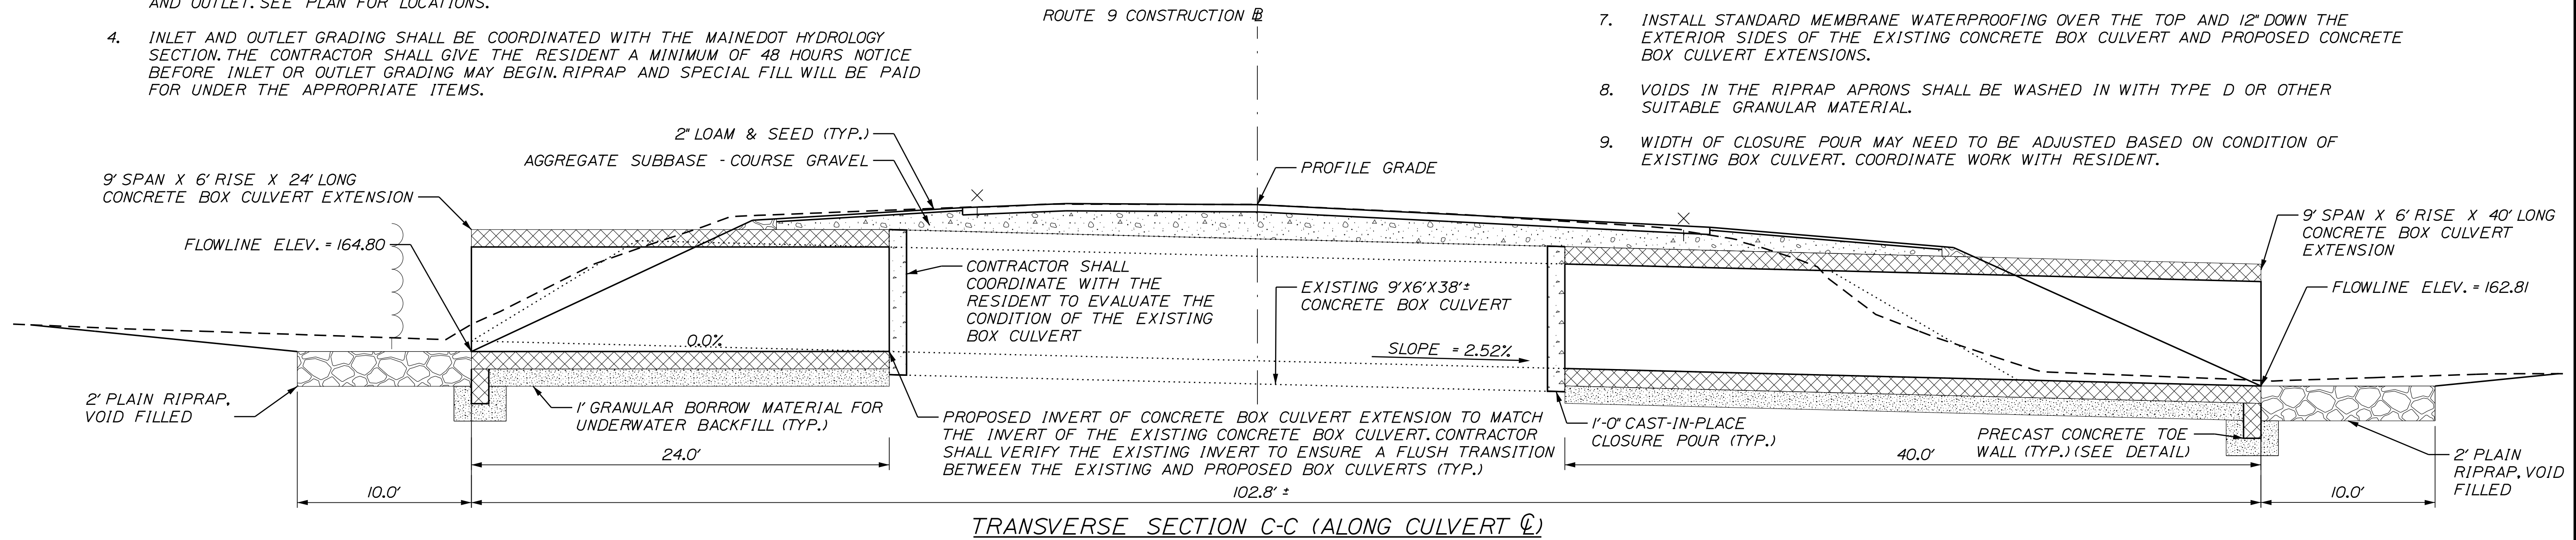 AND OUTLET. SEE PLAN FOR LOCATIONS.
4. INLET AND OUTLET GRADING SHALL BE COORDINATED WITH THE MAINEDOT HYDROLOGY
SECTION. THE CONTRACTOR SHALL GIVE THE RESIDENT A MINIMUM OF 48 HOURS NOTICE
BEFORE INLET OR OUTLET GRADING MAY BEGIN. RIPRAP AND SPECIAL FILL WILL BE PAID
FOR UNDER THE APPROPRIATE ITEMS.
ROUTE 9 CONSTRUCTION ℄
7. INSTALL STANDARD MEMBRANE WATERPROOFING OVER THE TOP AND 12" DOWN THE
EXTERIOR SIDES OF THE EXISTING CONCRETE BOX CULVERT AND PROPOSED CONCRETE
BOX CULVERT EXTENSIONS.
8. VOIDS IN THE RIPRAP APRONS SHALL BE WASHED IN WITH TYPE D OR OTHER
SUITABLE GRANULAR MATERIAL.
9. WIDTH OF CLOSURE POUR MAY NEED TO BE ADJUSTED BASED ON CONDITION OF
EXISTING BOX CULVERT. COORDINATE WORK WITH RESIDENT.
2" LOAM & SEED (TYP.)
AGGREGATE SUBBASE - COURSE GRAVEL
PROFILE GRADE
9' SPAN X 6' RISE X 24' LONG
CONCRETE BOX CULVERT EXTENSION
FLOWLINE ELEV. = 164.80
9' SPAN X 6' RISE X 40' LONG
CONCRETE BOX CULVERT
EXTENSION
FLOWLINE ELEV. = 162.81
CONTRACTOR SHALL
COORDINATE WITH THE
RESIDENT TO EVALUATE THE
CONDITION OF THE EXISTING
BOX CULVERT
EXISTING 9'X6'X38'±
CONCRETE BOX CULVERT
0.0%
SLOPE = 2.52%
2' PLAIN RIPRAP,
VOID FILLED
1' GRANULAR BORROW MATERIAL FOR
UNDERWATER BACKFILL (TYP.)
PROPOSED INVERT OF CONCRETE BOX CULVERT EXTENSION TO MATCH
THE INVERT OF THE EXISTING CONCRETE BOX CULVERT. CONTRACTOR
SHALL VERIFY THE EXISTING INVERT TO ENSURE A FLUSH TRANSITION
BETWEEN THE EXISTING AND PROPOSED BOX CULVERTS (TYP.)
1'-0" CAST-IN-PLACE
CLOSURE POUR (TYP.)
PRECAST CONCRETE TOE
WALL (TYP.) (SEE DETAIL)
2' PLAIN
RIPRAP, VOID
FILLED
24.0'
40.0'
10.0'
102.8' ±
10.0'
TRANSVERSE SECTION C-C (ALONG CULVERT ℄)